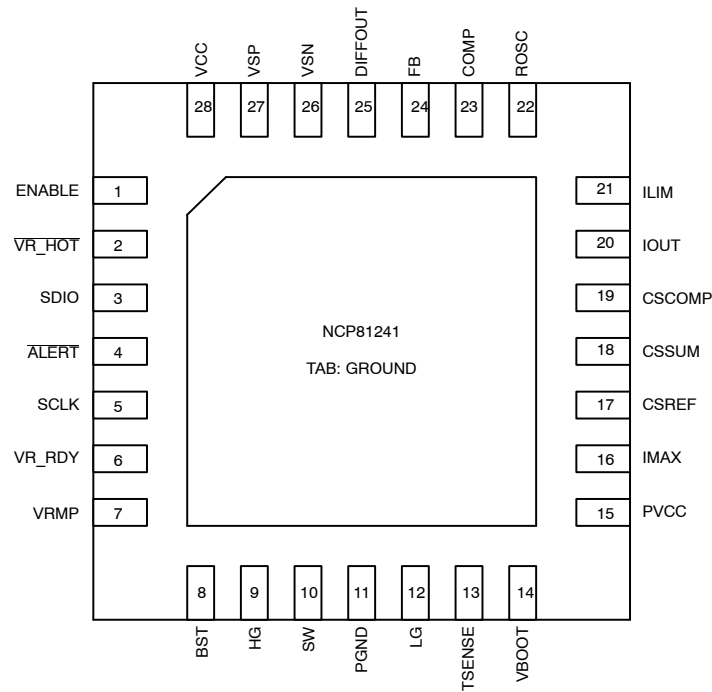 VCC
VSP
VSN
DIFFOUT
FB
COMP
ROSC
28
27
26
25
24
23
22
ENABLE 1
VR_HOT 2
SDIO 3
ALERT 4
SCLK 5
VR_RDY 6
VRMP 7
NCP81241
TAB: GROUND
21 ILIM
20 IOUT
19 CSCOMP
18 CSSUM
17 CSREF
16 IMAX
15 PVCC
8
9
10
11
12
13
14
BST
HG
SW
PGND
LG
TSENSE
VBOOT